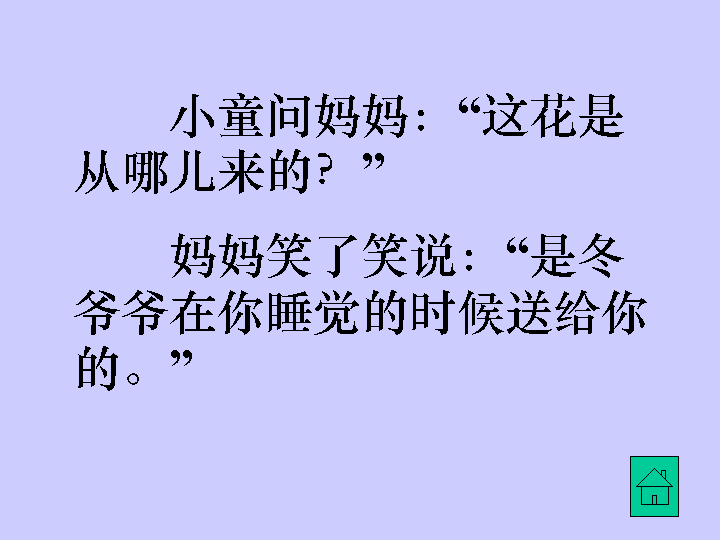 小童问妈妈：“这花是
从哪儿来的？”
妈妈笑了笑说：“是冬
爷爷在你睡觉的时候送给你
的。”